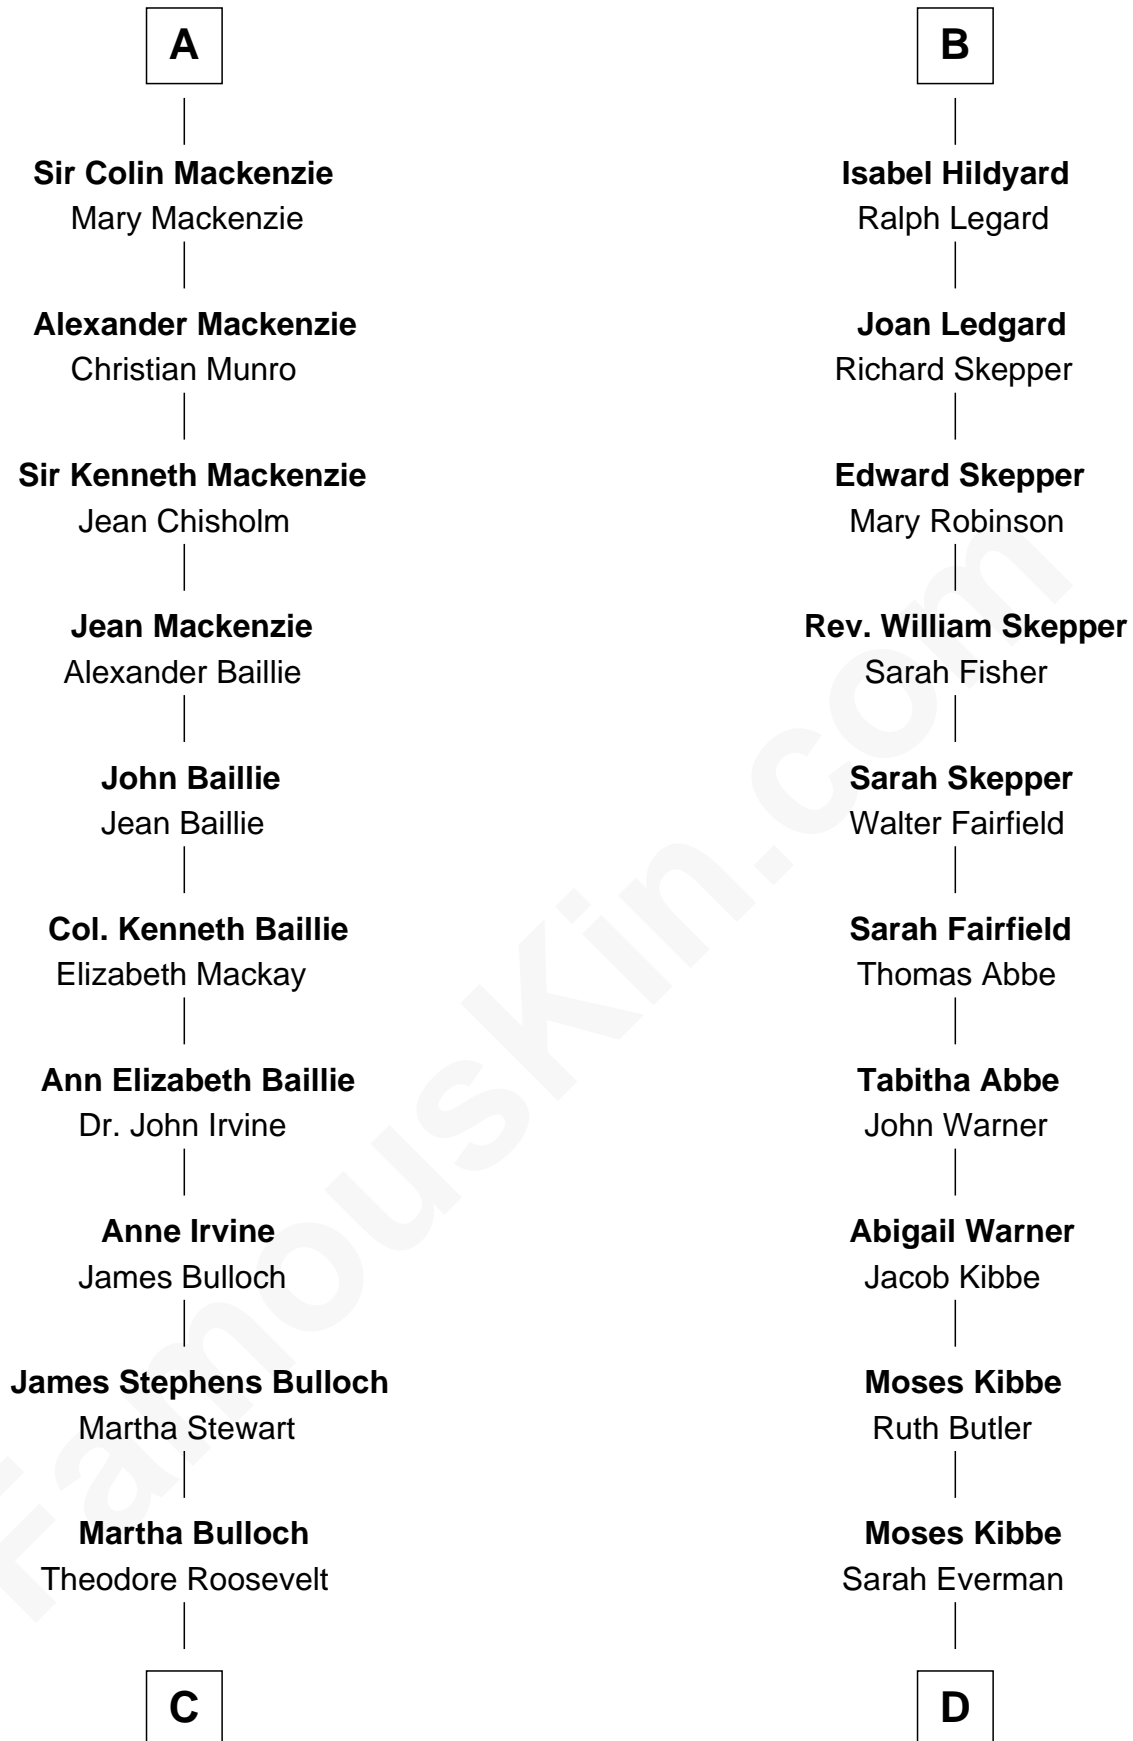 A
Sir Colin Mackenzie
Mary Mackenzie
Alexander Mackenzie
Christian Munro
Sir Kenneth Mackenzie
Jean Chisholm
Jean Mackenzie
Alexander Baillie
John Baillie
Jean Baillie
Col. Kenneth Baillie
Elizabeth Mackay
Ann Elizabeth Baillie
Dr. John Irvine
Anne Irvine
James Bulloch
James Stephens Bulloch
Martha Stewart
Martha Bulloch
Theodore Roosevelt
C
B
Isabel Hildyard
Ralph Legard
Joan Ledgard
Richard Skepper
Edward Skepper
Mary Robinson
Rev. William Skepper
Sarah Fisher
Sarah Skepper
Walter Fairfield
Sarah Fairfield
Thomas Abbe
Tabitha Abbe
John Warner
Abigail Warner
Jacob Kibbe
Moses Kibbe
Ruth Butler
Moses Kibbe
Sarah Everman
D
FamousKin.com